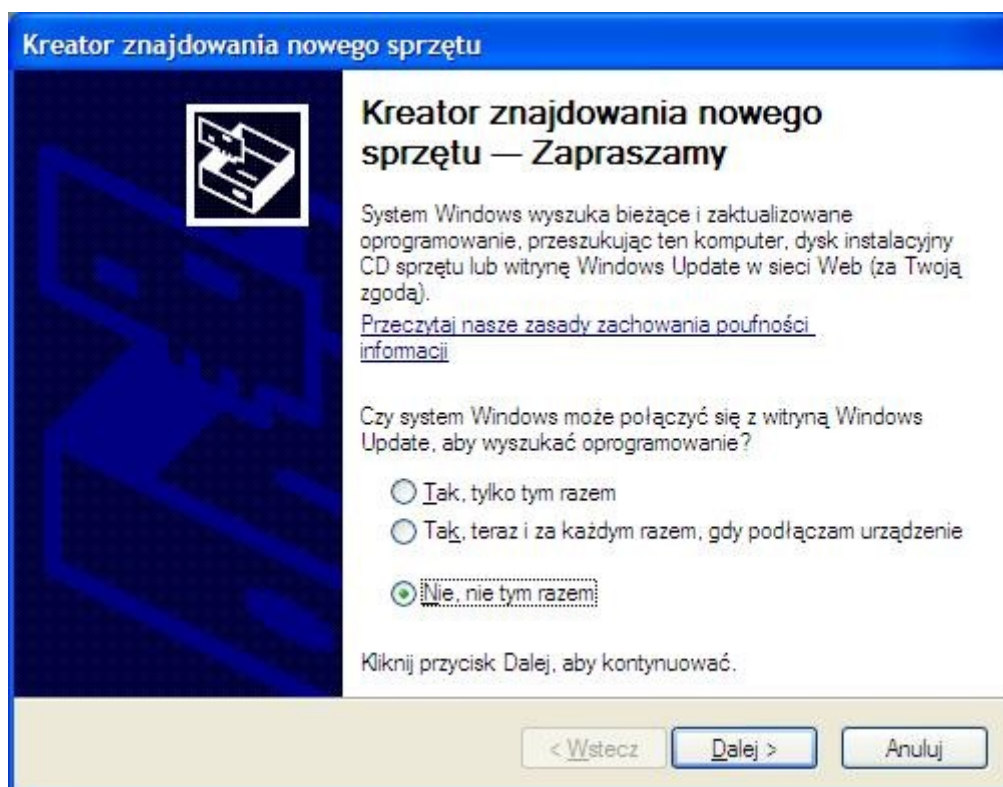 Kreator znajdowania nowego sprzętu
Kreator znajdowania nowego
sprzętu — Zapraszamy
System Windows wyszuka bieżące i zaktualizowane
oprogramowanie, przeszukując ten komputer, dysk instalacyjny
CD sprzętu lub witrynę Windows Update w sieci Web (za Twoją
zgodą).
Przeczytaj nasze zasady zachowania poufności
informacji
Czy system Windows może połączyć się z witryną Windows
Update, aby wyszukać oprogramowanie?
Tak, tylko tym razem
Tak, teraz i za każdym razem, gdy podłączam urządzenie
Nie, nie tym razem
Kliknij przycisk Dalej, aby kontynuować.
< Wstecz
Dalej >
Anuluj